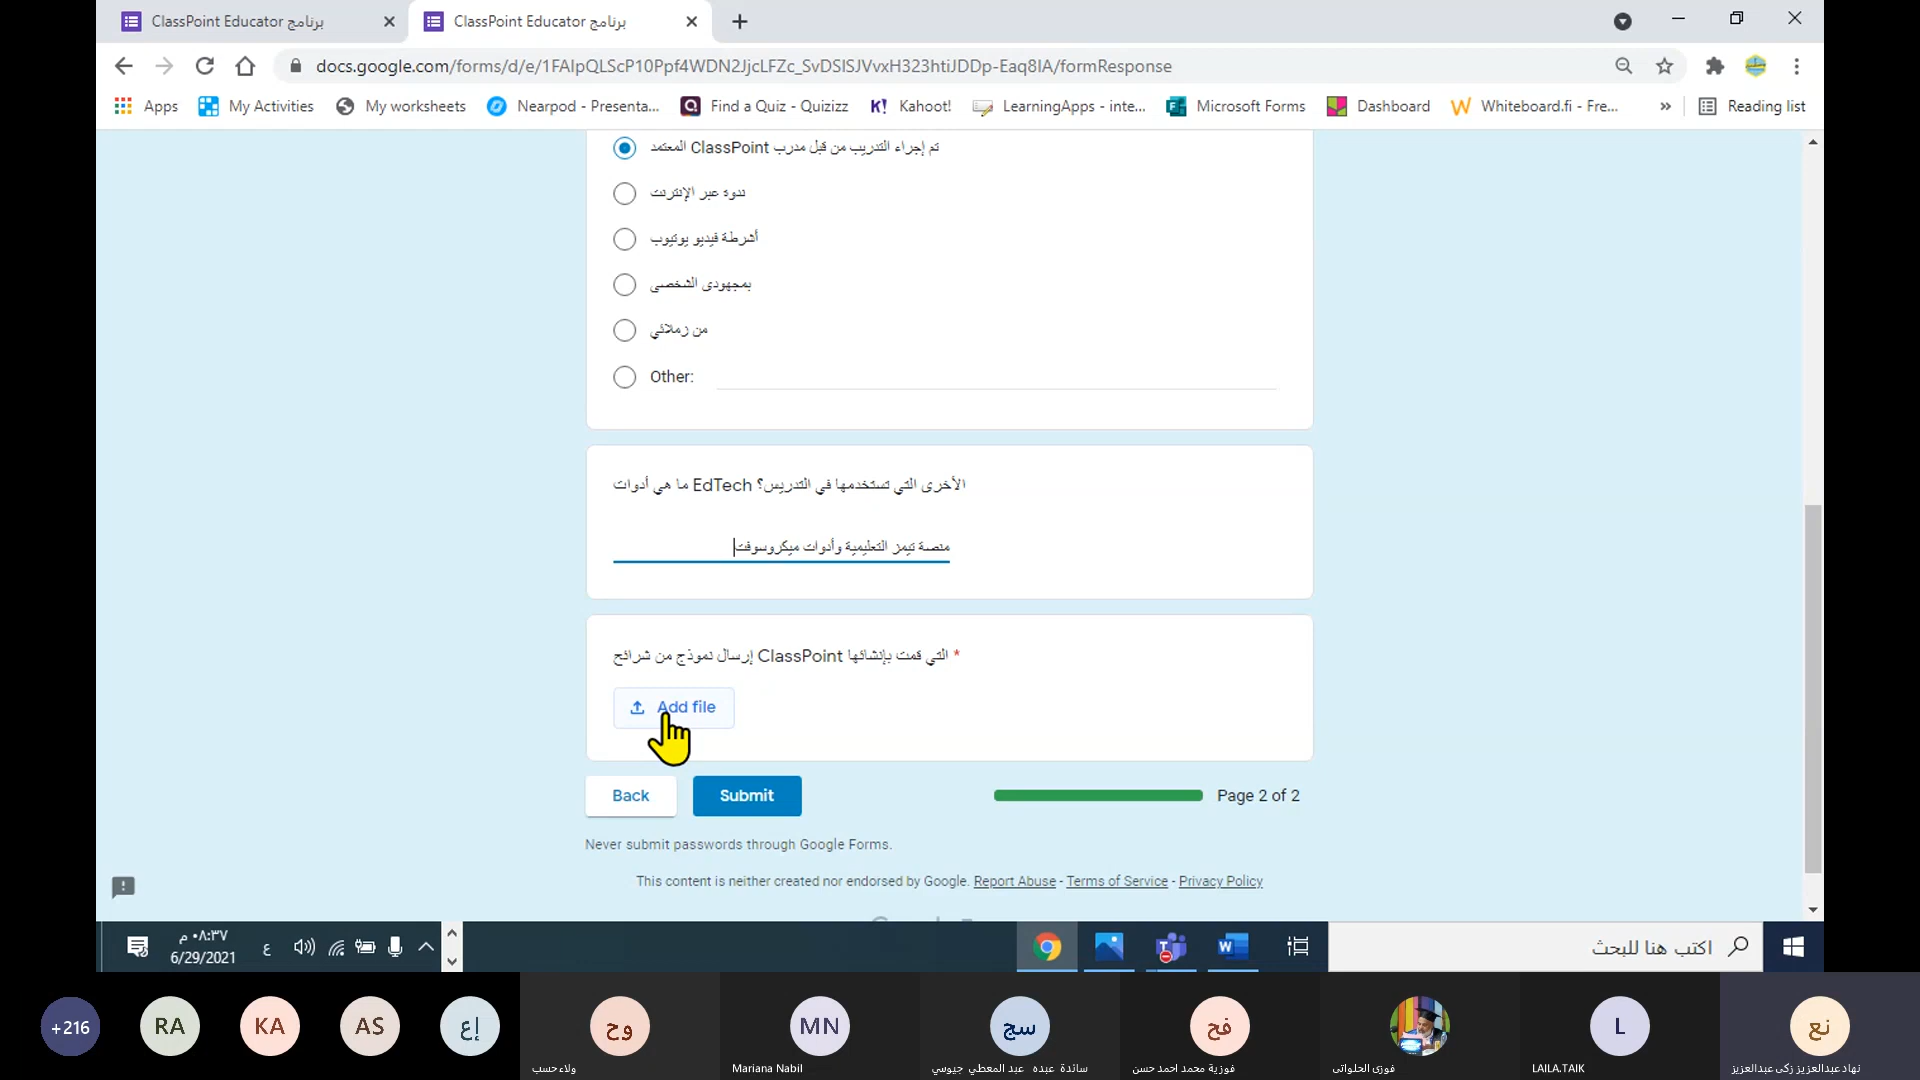 برنامج ClassPoint Educator
برنامج ClassPoint Educator
docs.google.com/forms/d/e/1FAIpQLScP10Ppf4WDN2JjcLFZc_SvDSISJVvxH323htiJDDp-Eaq8IA/formResponse
Apps My Activities My worksheets Nearpod - Presenta... Find a Quiz - Quizizz K! Kahoot! LearningApps - inte... Microsoft Forms Dashboard Whiteboard.fi - Fre... » Reading list
تم إجراء التدريب من قبل مدرب ClassPoint المعتمد
ندوة عبر الإنترنت
أشرطة فيديو يوتيوب
بمجهودى الشخصى
من زملائي
Other:
الأخرى التي تستخدمها في التدريس؟ EdTech ما هي أدوات
منصة تيمز التعليمية وأدوات ميكروسوفت
التي قمت بإنشائها ClassPoint إرسال نموذج من شرائح *
Add file
Back Submit Page 2 of 2
Never submit passwords through Google Forms.
This content is neither created nor endorsed by Google. Report Abuse - Terms of Service - Privacy Policy
٠٨:٣٧ م
6/29/2021
ع
اكتب هنا للبحث
+216 RA KA AS إع وح MN سج فح L نع
ولاءحسب Mariana Nabil سائدة عبده عبد المعطي جيوسي فوزية محمد احمد حسن فوزى الحلوانى LAILA.TAIK نهاد عبدالعزيز زكى عبدالعزيز